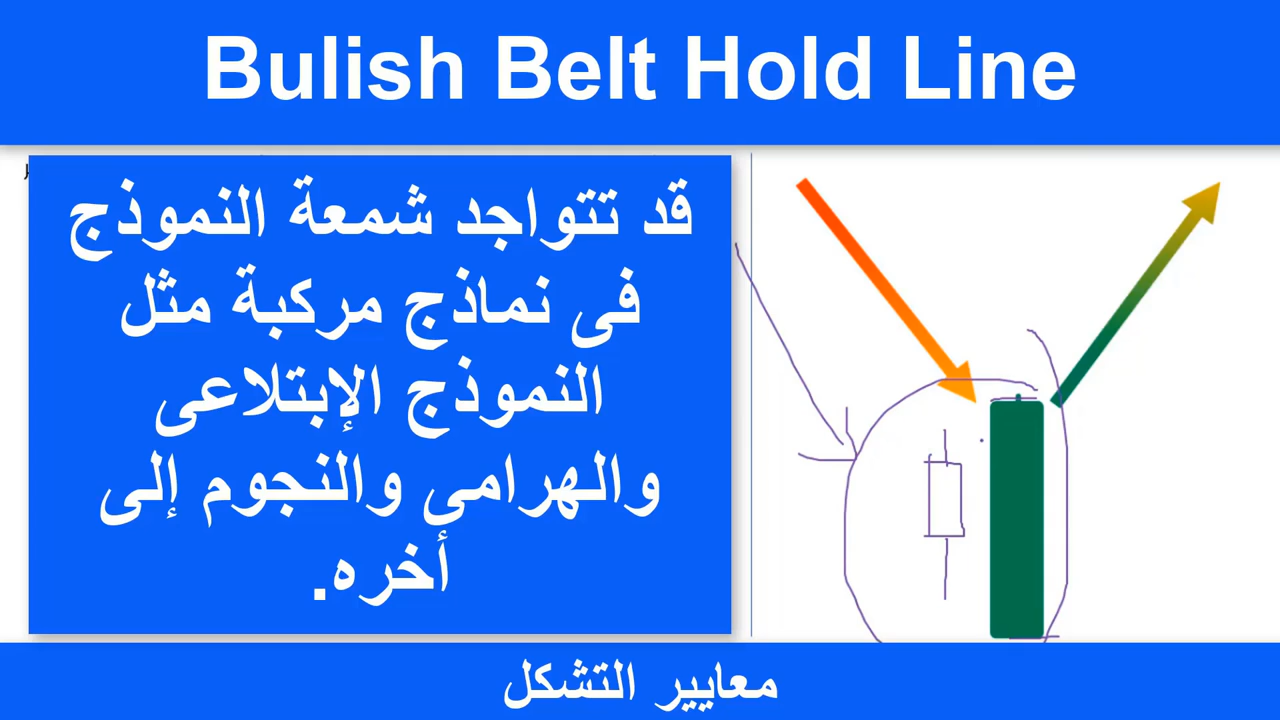 Bulish Belt Hold Line
قد تتواجد شمعة النموذج
فى نماذج مركبة مثل
النموذج الإبتلاعى
والهرامى والنجوم إلى
أخره.
معايير التشكل